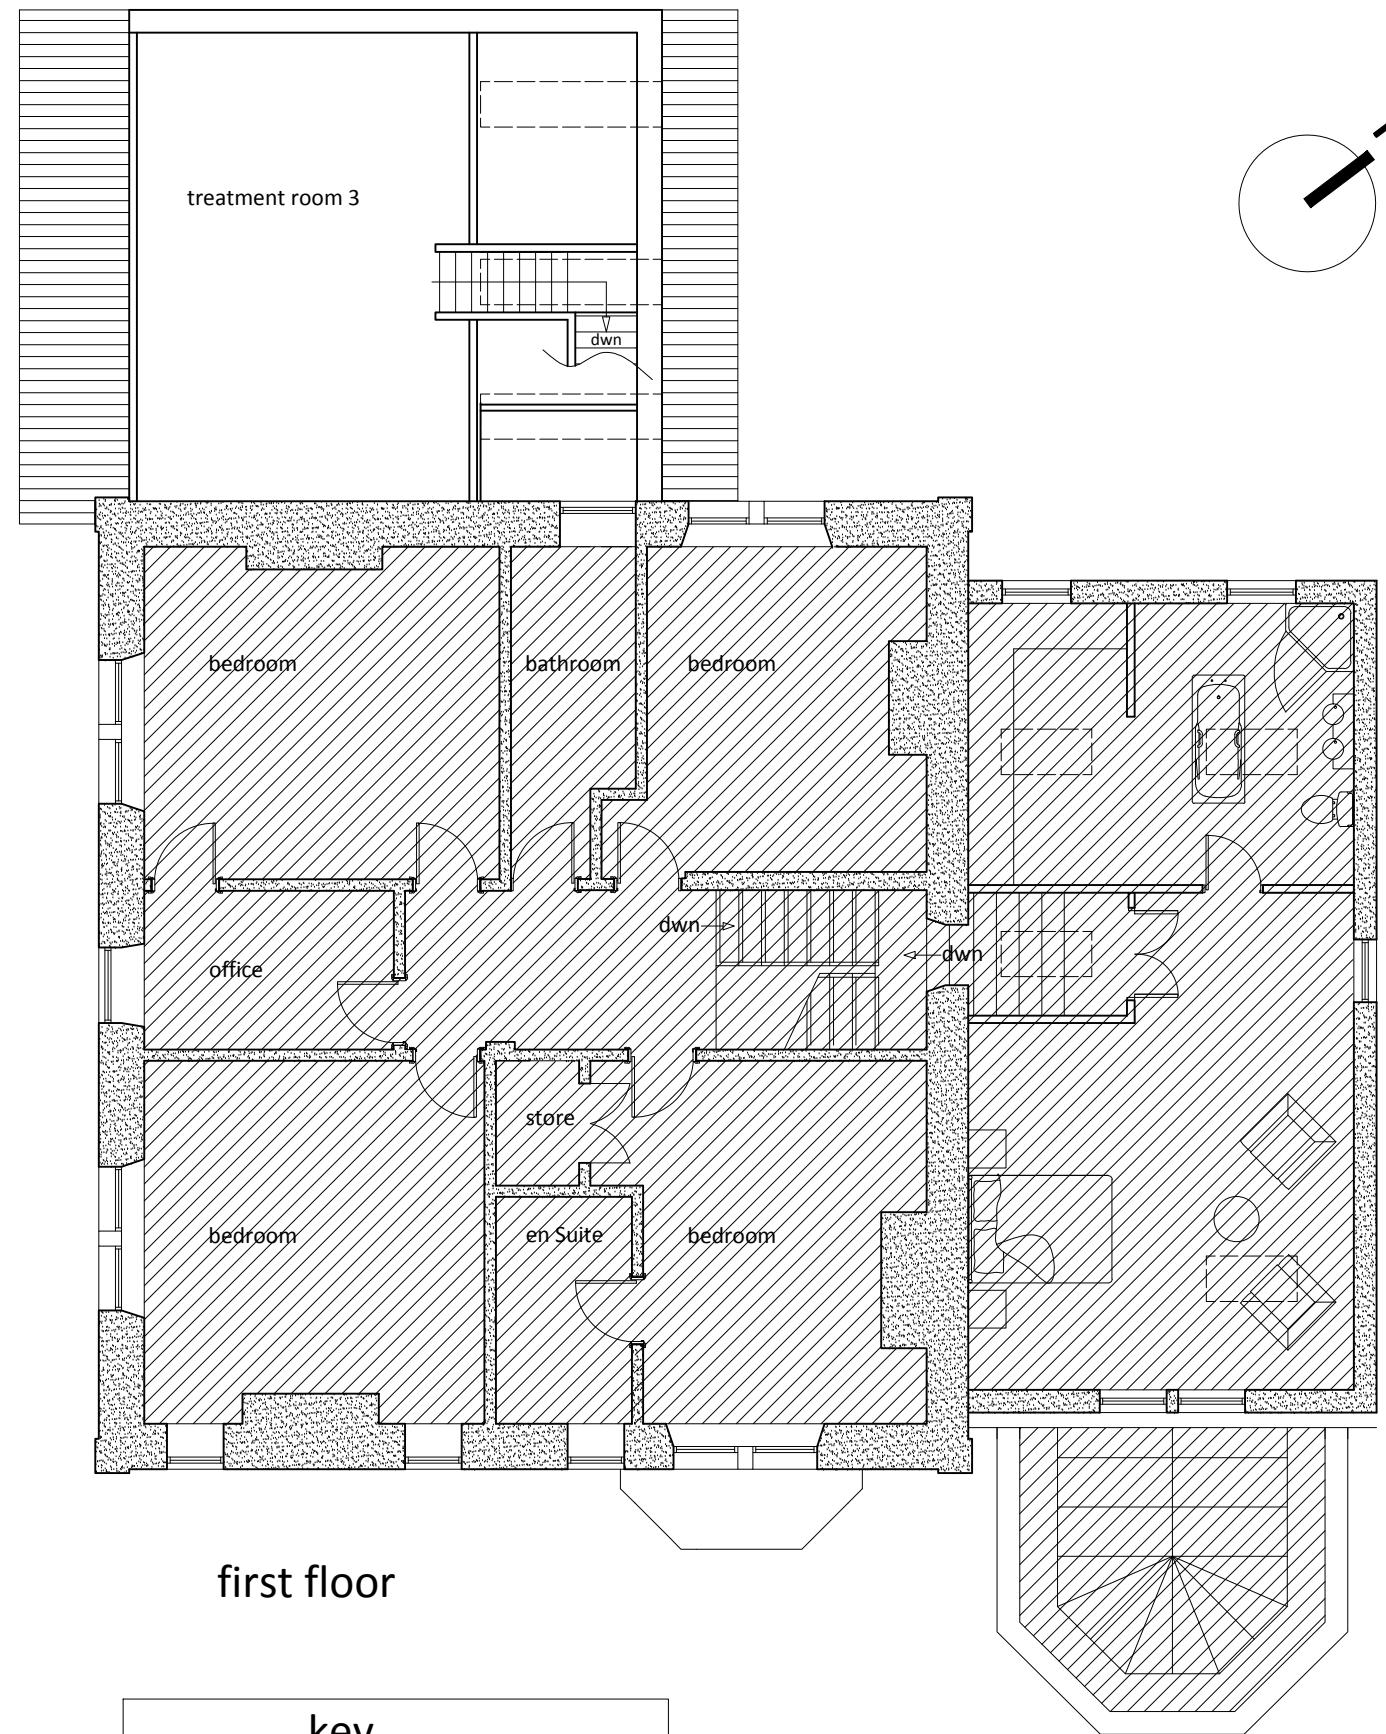 treatment room 3
dwn
bedroom
bathroom
bedroom
dwn
dwn
office
store
bedroom
en Suite
bedroom
first floor
key